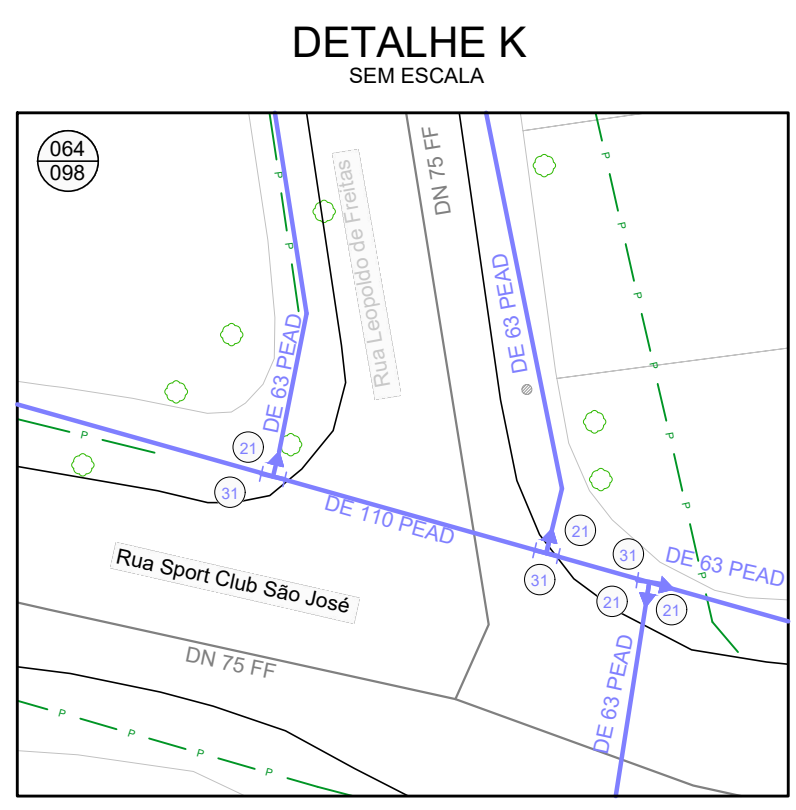 DETALHE K
SEM ESCALA
064
098
P
P
Rua Leopoldo de Freitas
DN 75 FF
DE 63 PEAD
P
P
P
P
P
P
P
DE 63 PEAD
21
P
31
DE 110 PEAD
21
31
31
DE 63 PEAD
21
21
Rua Sport Club São José
DN 75 FF
DE 63 PEAD
P
P
P
P